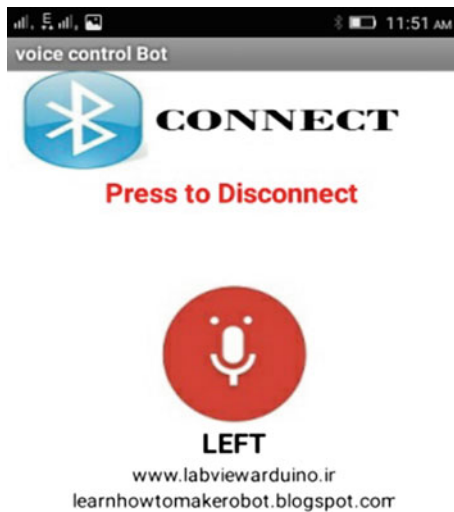 E 11:51 AM
voice control Bot
CONNECT
Press to Disconnect
LEFT
www.labviewarduino.ir
learnhowtomakerobot.blogspot.com